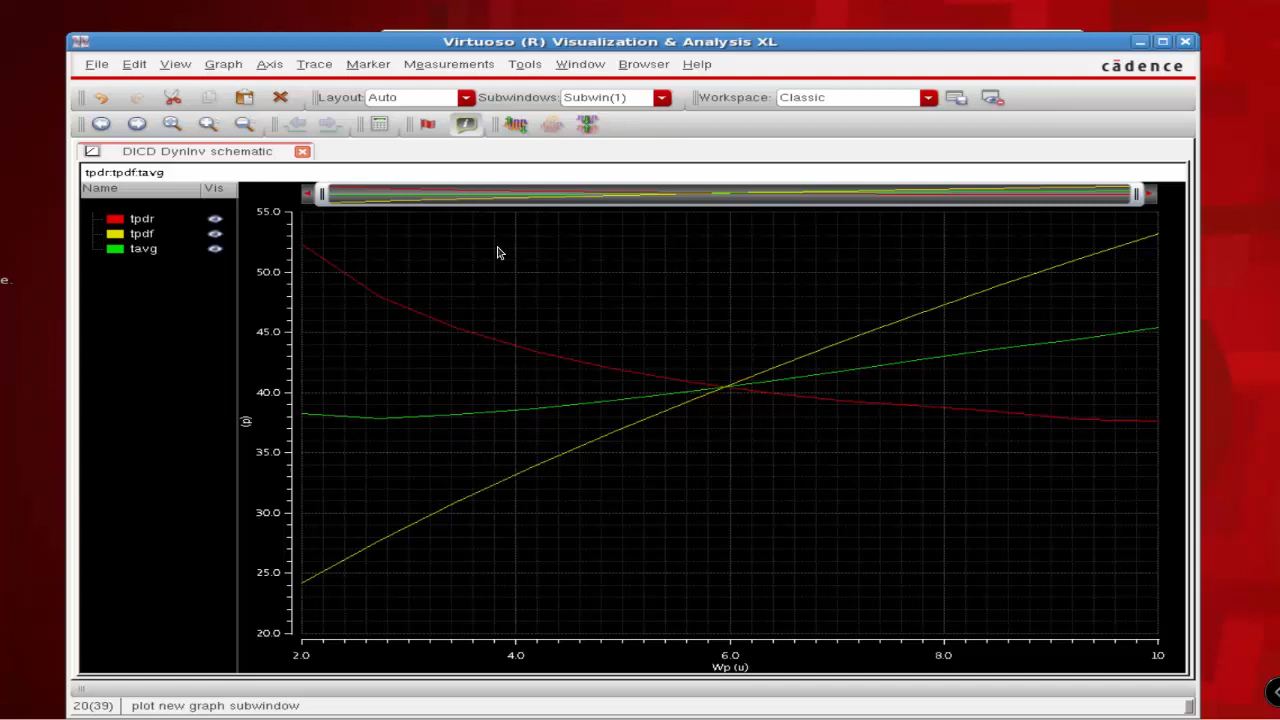 Virtuoso (R) Visualization & Analysis XL
File Edit View Graph Axis Trace Marker Measurements Tools Window Browser Help
cādence
Layout: Auto Subwindows: Subwin(1) Workspace: Classic
DICD DynInv schematic
tpdr:tpdf:tavg
Name Vis
tpdr
tpdf
tavg
55.0
50.0
45.0
40.0
35.0
30.0
25.0
20.0
(p)
2.0 4.0 6.0 8.0 10
Wp (u)
20(39) plot new graph subwindow
e.